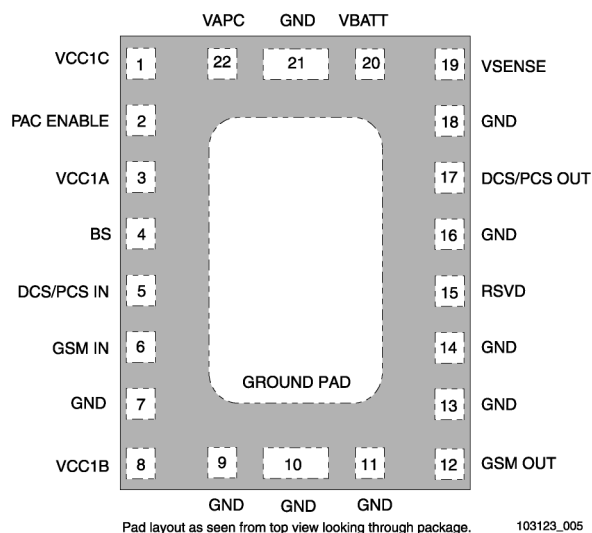 VAPC GND VBATT
VCC1C 1 22 21 20 19 VSENSE
PAC ENABLE 2 18 GND
VCC1A 3 17 DCS/PCS OUT
BS 4 16 GND
DCS/PCS IN 5 15 RSVD
GSM IN 6 14 GND
GROUND PAD
GND 7 13 GND
VCC1B 8 9 10 11 12 GSM OUT
GND GND GND
Pad layout as seen from top view looking through package. 103123_005